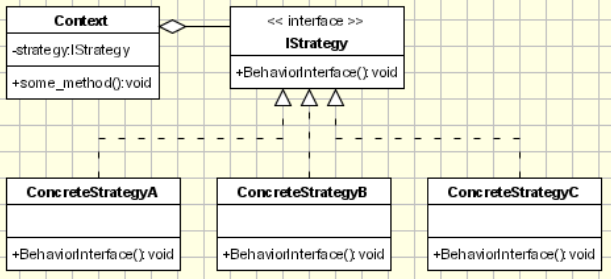 Context
-strategy:IStrategy
+some_method():void
<< interface >>
IStrategy
+BehaviorInterface(): void
ConcreteStrategyA
+BehaviorInterface(): void
ConcreteStrategyB
+BehaviorInterface(): void
ConcreteStrategyC
+BehaviorInterface(): void